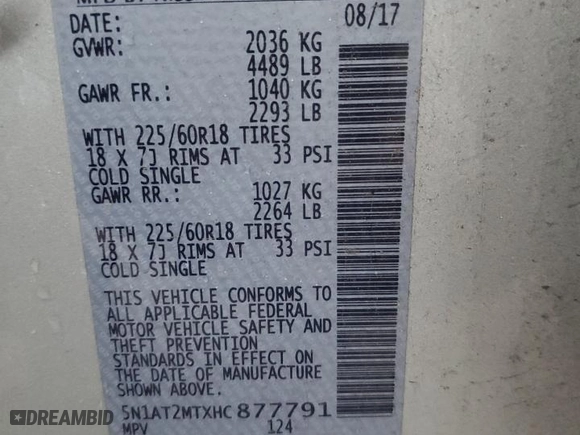 DATE: 08/17
GVWR: 2036 KG
4489 LB
GAWR FR.: 1040 KG
2293 LB
WITH 225/60R18 TIRES
18 X 7J RIMS AT 33 PSI
COLD SINGLE
GAWR RR.: 1027 KG
2264 LB
WITH 225/60R18 TIRES
18 X 7J RIMS AT 33 PSI
COLD SINGLE
THIS VEHICLE CONFORMS TO
ALL APPLICABLE FEDERAL
MOTOR VEHICLE SAFETY AND
THEFT PREVENTION
STANDARDS IN EFFECT ON
THE DATE OF MANUFACTURE
SHOWN ABOVE.
5N1AT2MTXHC877791
MPV 124
DREAMBID